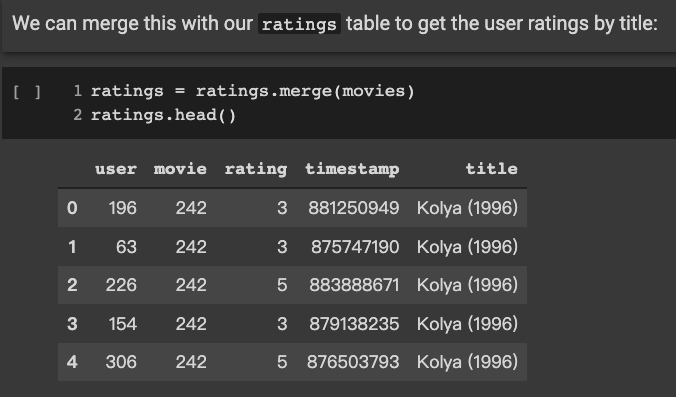 We can merge this with our ratings table to get the user ratings by title:
[ ] 1 ratings = ratings.merge(movies)
2 ratings.head()
user movie rating timestamp title
0 196 242 3 881250949 Kolya (1996)
1 63 242 3 875747190 Kolya (1996)
2 226 242 5 883888671 Kolya (1996)
3 154 242 3 879138235 Kolya (1996)
4 306 242 5 876503793 Kolya (1996)